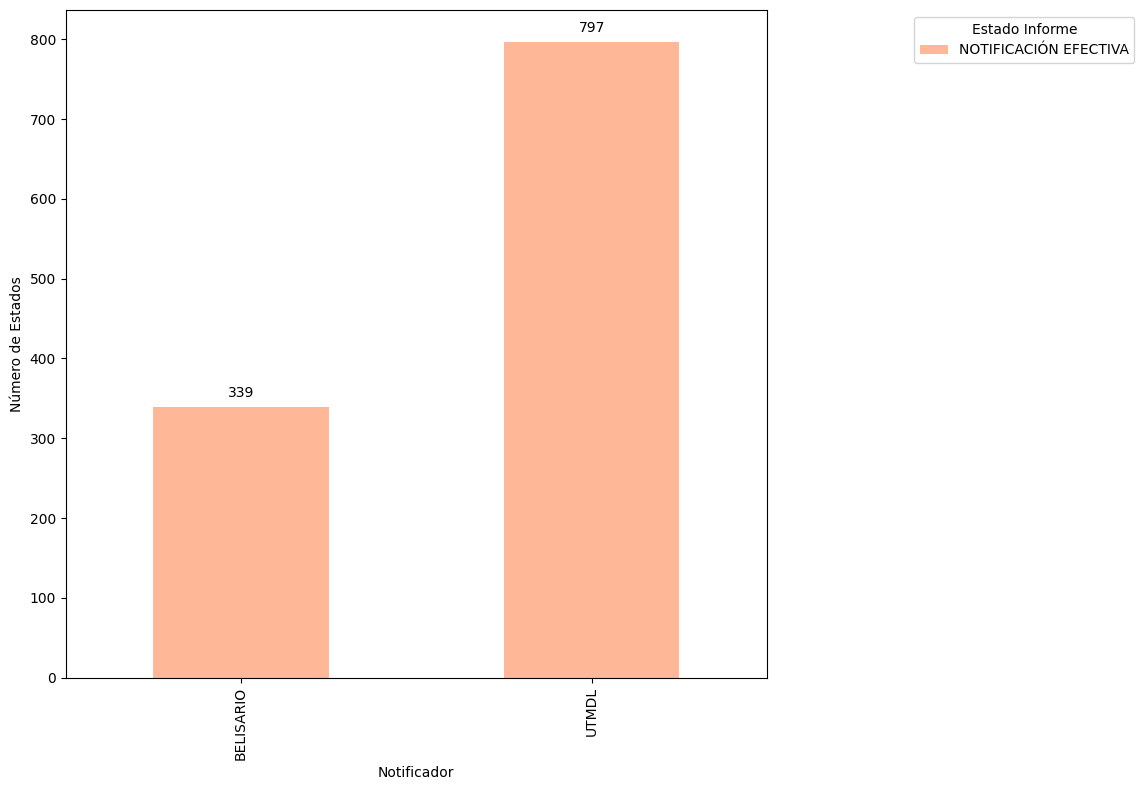 797
Estado Informe
NOTIFICACIÓN EFECTIVA
800
700
600
500
400
300
200
100
0
Número de Estados
339
BELISARIO
UTMDL
Notificador